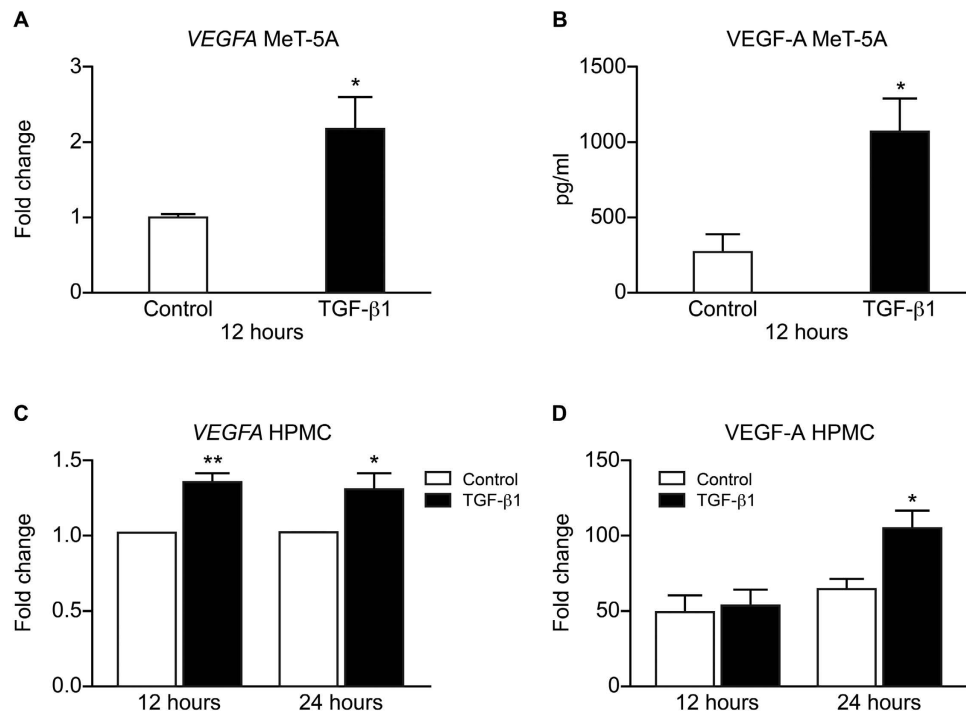 A
VEGFA MeT-5A
Fold change
3
2
1
0
*
Control
TGF-β1
12 hours
B
VEGF-A MeT-5A
pg/ml
1500
1000
500
0
*
Control
TGF-β1
12 hours
C
VEGFA HPMC
Fold change
1.5
1.0
0.5
0.0
**
*
Control
TGF-β1
12 hours
24 hours
D
VEGF-A HPMC
Fold change
150
100
50
0
Control
TGF-β1
*
12 hours
24 hours